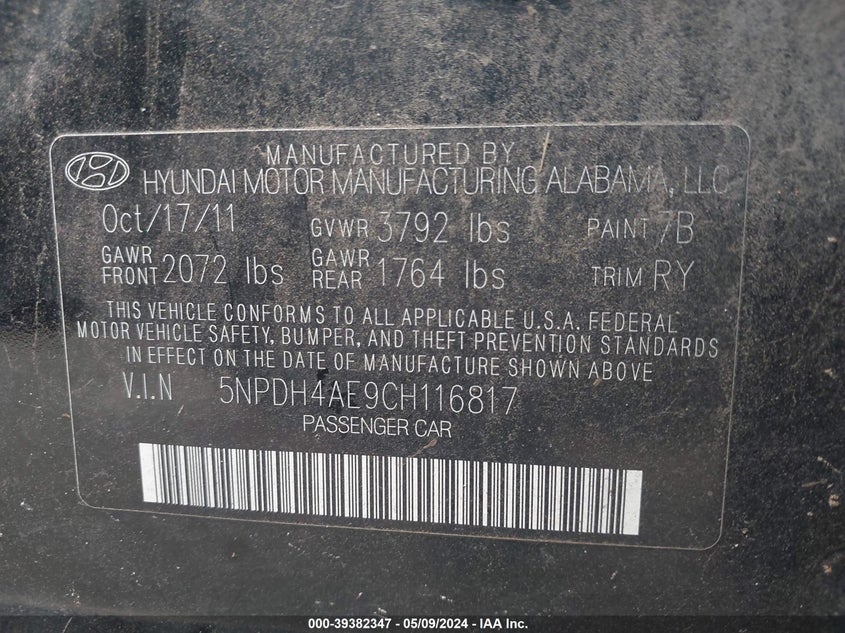 MANUFACTURED BY
HYUNDAI MOTOR MANUFACTURING ALABAMA, LLC
Oct/17/11 GVWR 3792 lbs PAINT 7B
GAWR FRONT 2072 lbs GAWR REAR 1764 lbs TRIM RY
THIS VEHICLE CONFORMS TO ALL APPLICABLE U.S.A. FEDERAL
MOTOR VEHICLE SAFETY, BUMPER, AND THEFT PREVENTION STANDARDS
IN EFFECT ON THE DATE OF MANUFACTURE SHOWN ABOVE
V.I.N 5NPDH4AE9CH116817
PASSENGER CAR
000-39382347 - 05/09/2024 - IAA Inc.